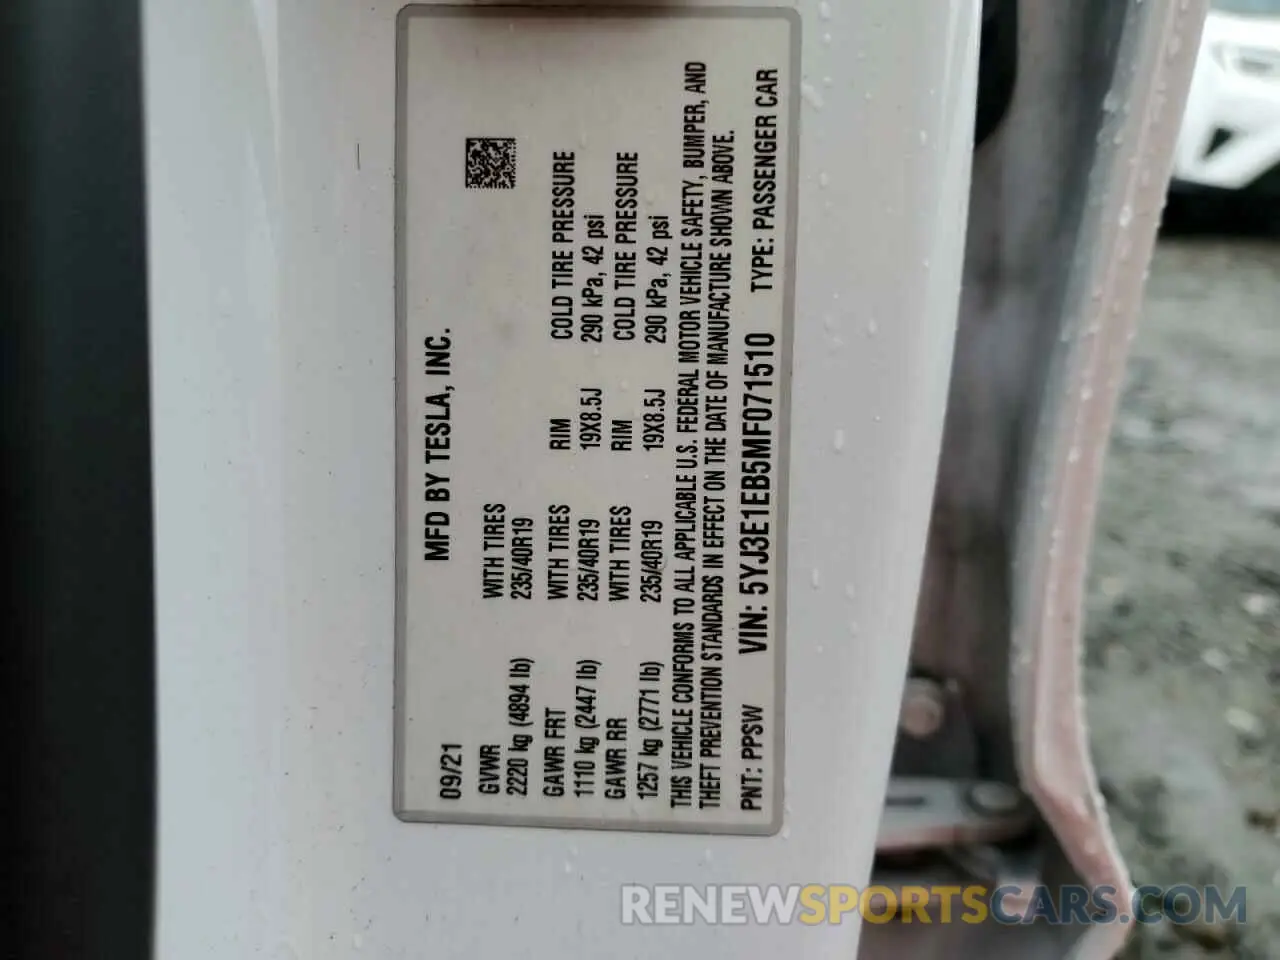 MFD BY TESLA, INC.
09/21
GVWR WITH TIRES
2220 kg (4894 lb) 235/40R19
GAWR FRT WITH TIRES RIM COLD TIRE PRESSURE
1110 kg (2447 lb) 235/40R19 19X8.5J 290 kPa, 42 psi
GAWR RR WITH TIRES RIM COLD TIRE PRESSURE
1257 kg (2771 lb) 235/40R19 19X8.5J 290 kPa, 42 psi
THIS VEHICLE CONFORMS TO ALL APPLICABLE U.S. FEDERAL MOTOR VEHICLE SAFETY, BUMPER, AND
THEFT PREVENTION STANDARDS IN EFFECT ON THE DATE OF MANUFACTURE SHOWN ABOVE.
PNT: PPSW VIN: 5YJ3E1EB5MF071510 TYPE: PASSENGER CAR
RENEWSPORTSCARS.COM